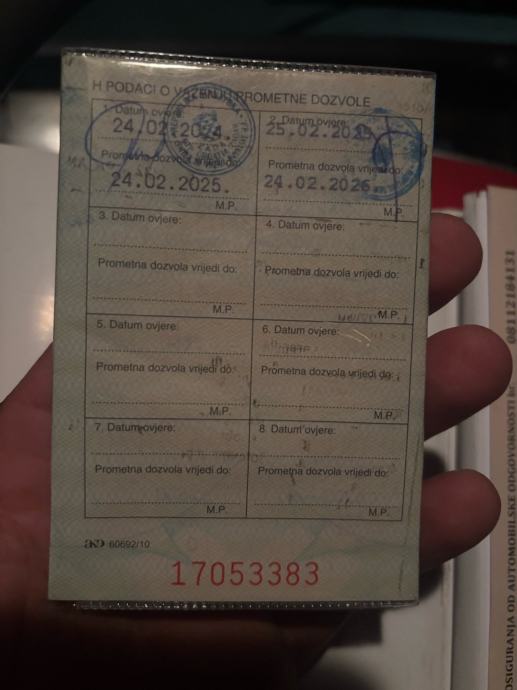 H PODACI O VAŽENJU PROMETNE DOZVOLE
1. Datum ovjere:
24/02/2024.
Prometna dozvola vrijedi do:
24.02.2025.
M.P.
2. Datum ovjere:
25.02.2025
Prometna dozvola vrijedi do:
24.02.2026.
M.P.
3. Datum ovjere:
Prometna dozvola vrijedi do:
M.P.
4. Datum ovjere:
Prometna dozvola vrijedi do:
M.P.
5. Datum ovjere:
Prometna dozvola vrijedi do:
M.P.
6. Datum ovjere:
Prometna dozvola vrijedi do:
M.P.
7. Datum ovjere:
Prometna dozvola vrijedi do:
M.P.
8. Datum ovjere:
Prometna dozvola vrijedi do:
M.P.
60692/10
17053383
OSIGURANJA OD AUTOMOBILSKE ODGOVORNOSTI br. 08112184131